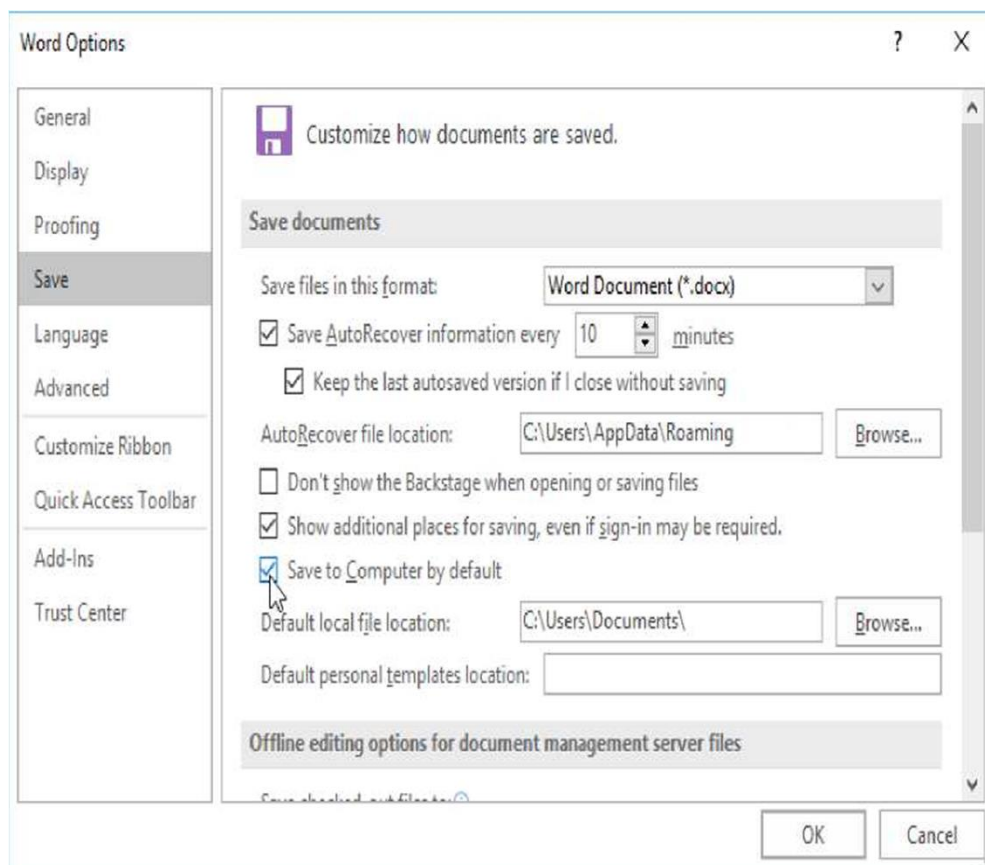 Word Options ?
General
Display
Proofing
Save
Language
Advanced
Customize Ribbon
Quick Access Toolbar
Add-Ins
Trust Center
Customize how documents are saved.
Save documents
Save files in this format: Word Document (*.docx)
Save AutoRecover information every 10 minutes
Keep the last autosaved version if I close without saving
AutoRecover file location: C:\Users\AppData\Roaming Browse...
Don't show the Backstage when opening or saving files
Show additional places for saving, even if sign-in may be required.
Save to Computer by default
Default local file location: C:\Users\Documents\ Browse...
Default personal templates location:
Offline editing options for document management server files
OK Cancel